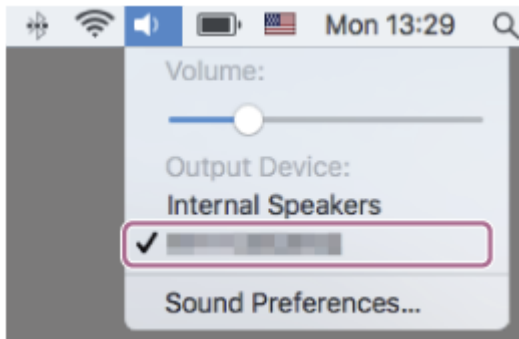 Mon 13:29
Volume:
Output Device:
Internal Speakers
Sound Preferences...